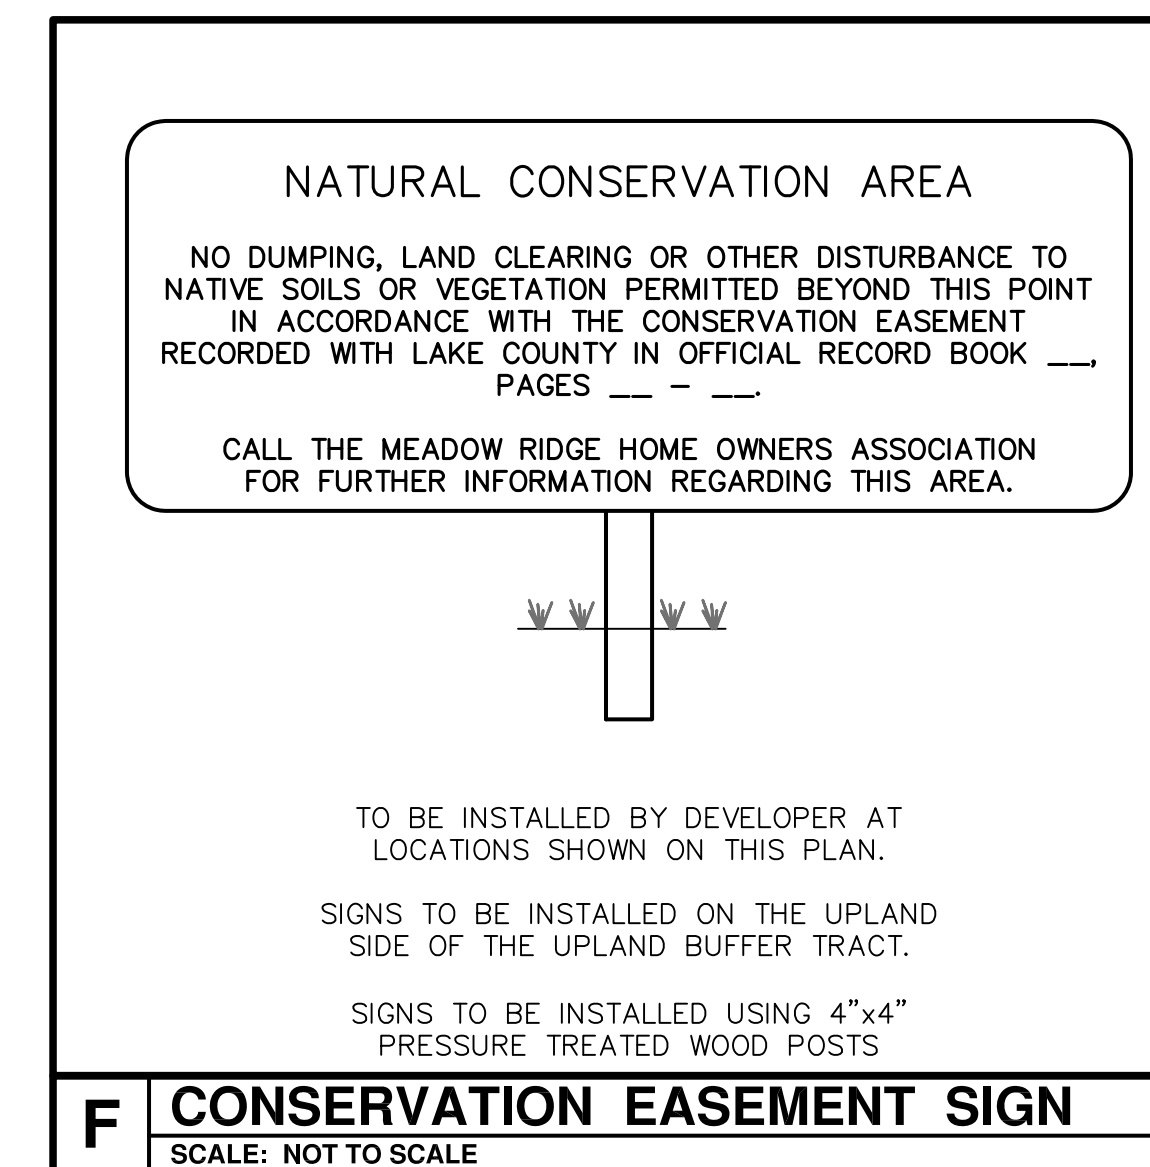 NATURAL CONSERVATION AREA
NO DUMPING, LAND CLEARING OR OTHER DISTURBANCE TO
NATIVE SOILS OR VEGETATION PERMITTED BEYOND THIS POINT
IN ACCORDANCE WITH THE CONSERVATION EASEMENT
RECORDED WITH LAKE COUNTY IN OFFICIAL RECORD BOOK __,
PAGES __ – __.
CALL THE MEADOW RIDGE HOME OWNERS ASSOCIATION
FOR FURTHER INFORMATION REGARDING THIS AREA.
TO BE INSTALLED BY DEVELOPER AT
LOCATIONS SHOWN ON THIS PLAN.
SIGNS TO BE INSTALLED ON THE UPLAND
SIDE OF THE UPLAND BUFFER TRACT.
SIGNS TO BE INSTALLED USING 4"x4"
PRESSURE TREATED WOOD POSTS
F
CONSERVATION EASEMENT SIGN
SCALE: NOT TO SCALE